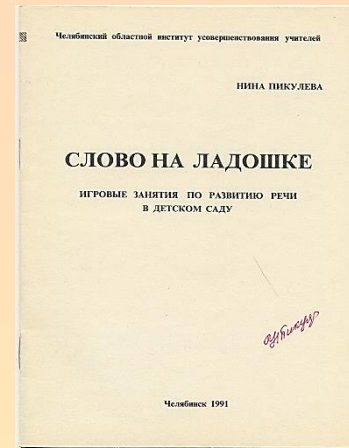 Челябинский областной институт усовершенствования учителей
НИНА ПИКУЛЕВА
СЛОВО НА ЛАДОШКЕ
ИГРОВЫЕ ЗАНЯТИЯ ПО РАЗВИТИЮ РЕЧИ
В ДЕТСКОМ САДУ
Челябинск 1991